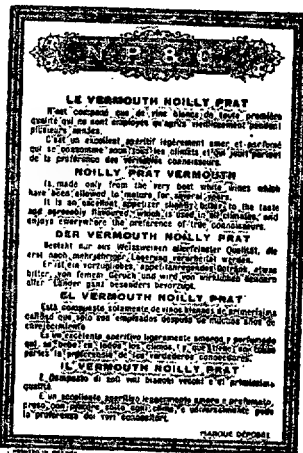 N.P.& C
LE VERMOUTH NOILLY PRAT
N'est composé que de vins blancs de toute première
qualité qui ne sont employés qu'après vieillissement pendant
plusieurs années.
C'est un excellent apéritif légèrement amer et parfumé
qui se consomme sous tous les climats et qui jouit partout
de la préférence des véritables connaisseurs.
NOILLY PRAT VERMOUTH
Is made only from the very best white wines which
have been allowed to mature for several years.
It is an excellent appetizer slightly bitter to the taste
and agreeably flavoured which is used in all climates and
enjoys everywhere the preference of true connaisseurs.
DER VERMOUTH NOILLY PRAT
Besteht nur aus Weissweinen allerfeinster Qualität, die
erst nach mehrjähriger Lagerung verarbeitet werden.
Er ist ein vorzügliches, appetitanregendes Getränk, etwas
bitter, von feinem Geruch und wird von wirklichen Kennern
aller Länder ganz besonders bevorzugt.
EL VERMOUTH NOILLY PRAT
Está compuesto solamente de vinos blancos de primerísima
calidad que sólo son empleados después de muchos años de
envejecimiento
Es un excelente aperitivo ligeramente amargo y perfumado
que se bebe en todos los climas y que tiene en todas
partes la preferencia de los verdaderos conocedores.
IL VERMOUTH NOILLY PRAT
È composto di soli vini bianchi vecchi e di primissima
qualità.
È un eccellente aperitivo leggermente amaro e profumato,
sotto tutti climi, e universalmente gode
la preferenza dei veri conoscitori.
MARQUE DÉPOSÉE